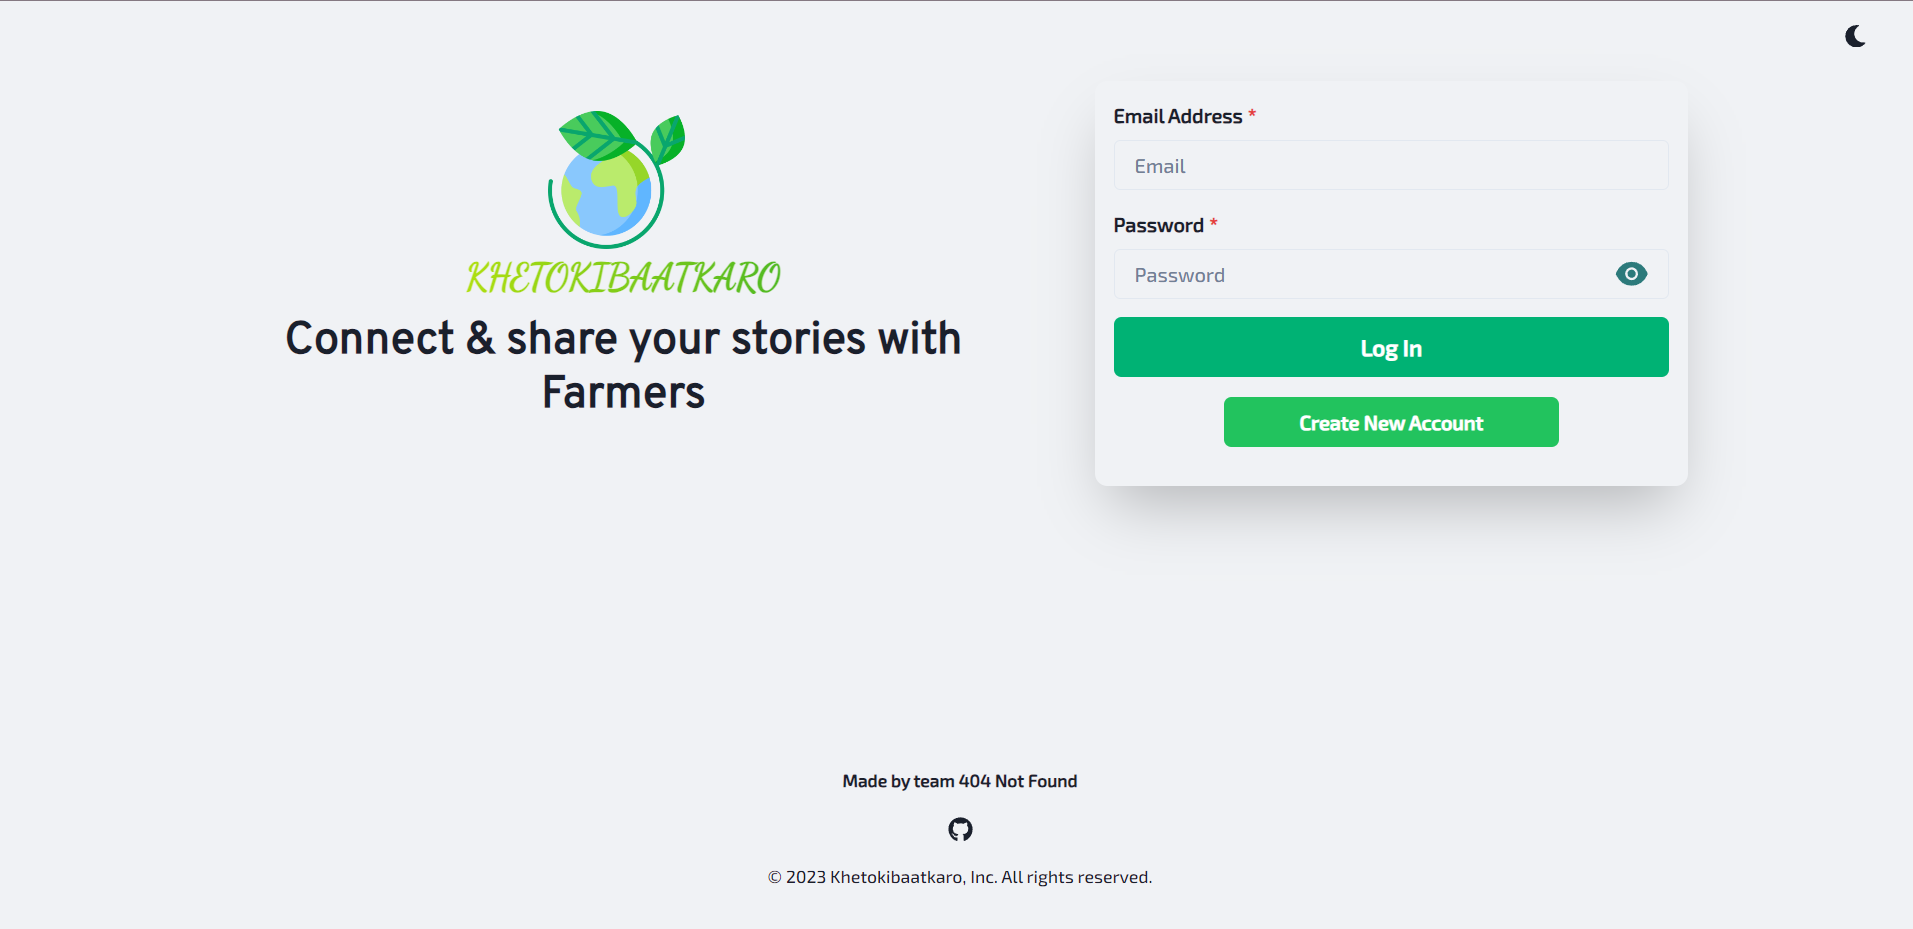 KHETOKIBAATKARO
Connect & share your stories with
Farmers
Email Address *
Email
Password *
Password
Log In
Create New Account
Made by team 404 Not Found
© 2023 Khetokibaatkaro, Inc. All rights reserved.